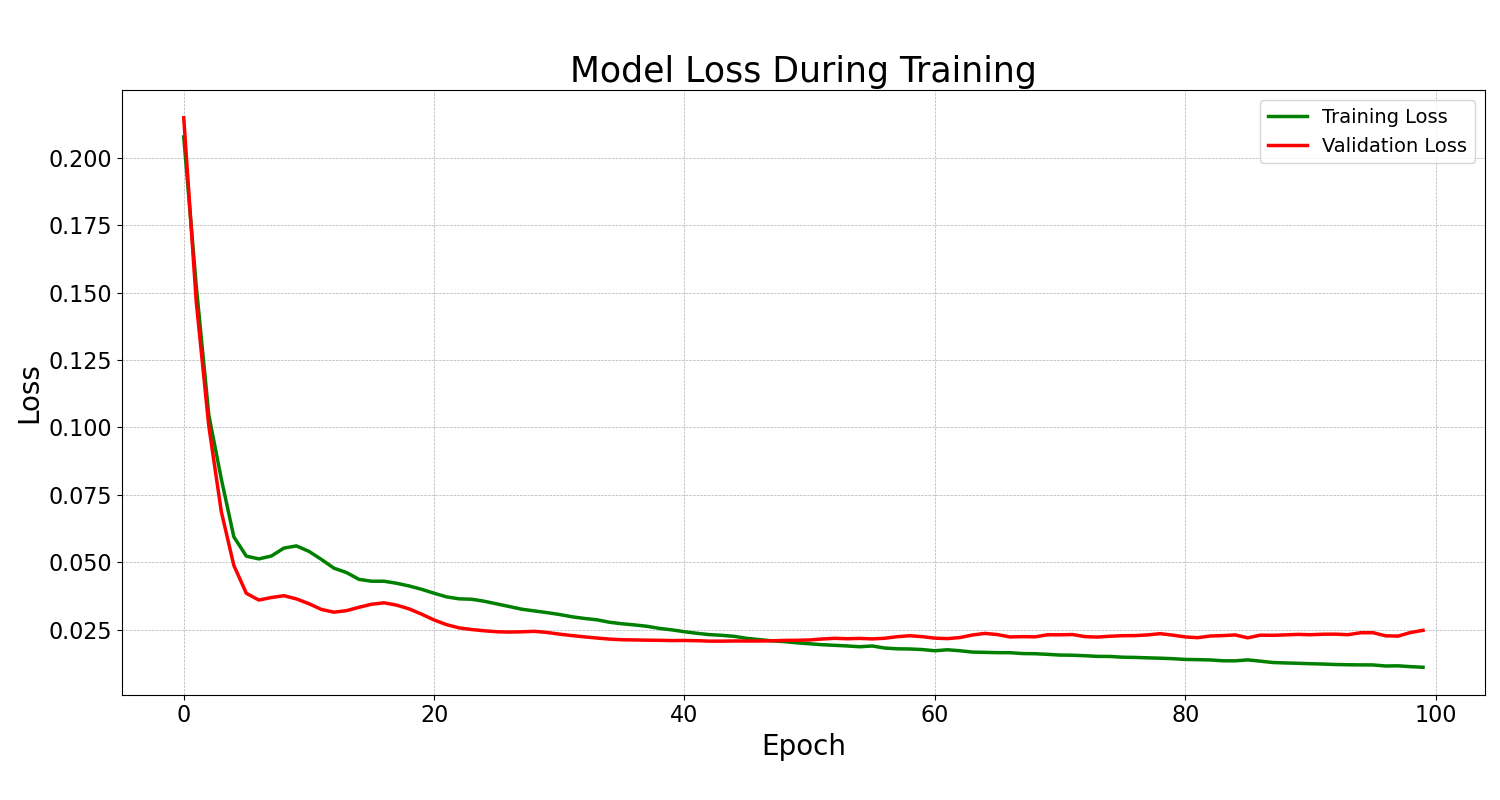 Model Loss During Training
Training Loss
Validation Loss
0.200
0.175
0.150
0.125
0.100
0.075
0.050
0.025
Loss
0 20 40 60 80 100
Epoch